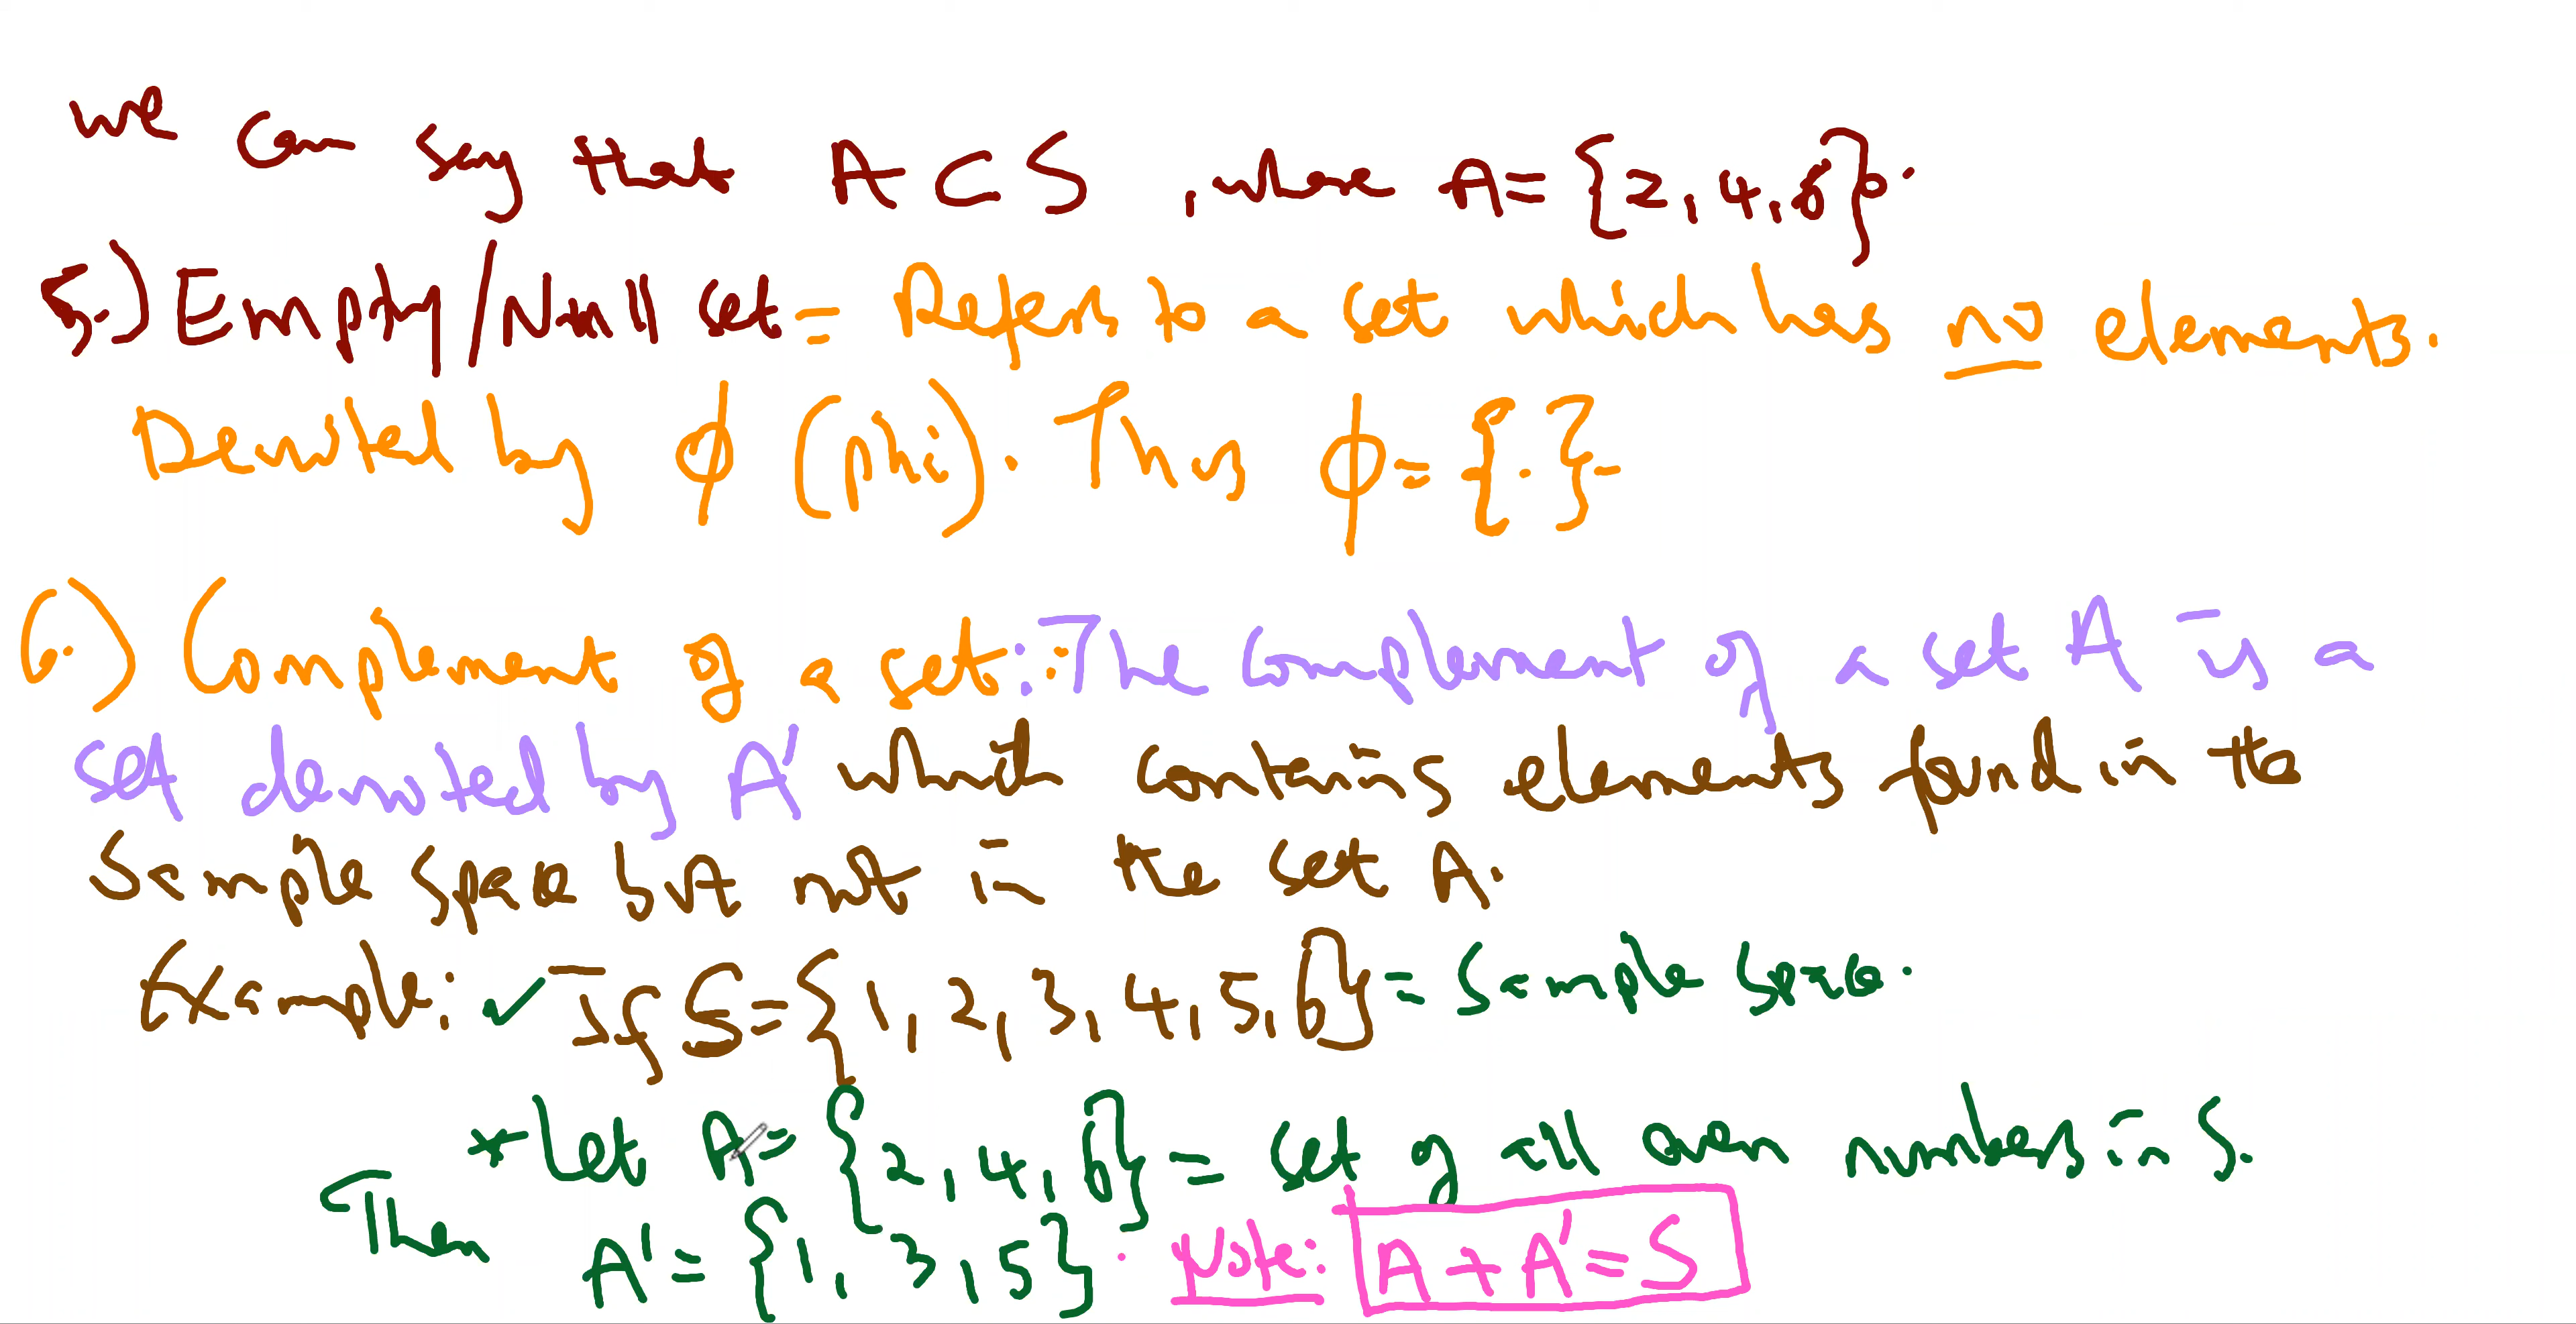 we can say that A ⊂ S , where A = {2, 4, 6}.
5.) Empty/Null set = Refers to a set which has no elements.
Denoted by ϕ (phi). Thus ϕ = { . }.
6.) Complement of a set: The complement of a set A is a
set denoted by A' which contains elements found in the
Sample space but not in the set A.
Example: ✓ If S = {1, 2, 3, 4, 5, 6} = Sample space.
* Let A = {2, 4, 6} = set of all even numbers in S.
Then A' = {1, 3, 5}. Note: A + A' = S